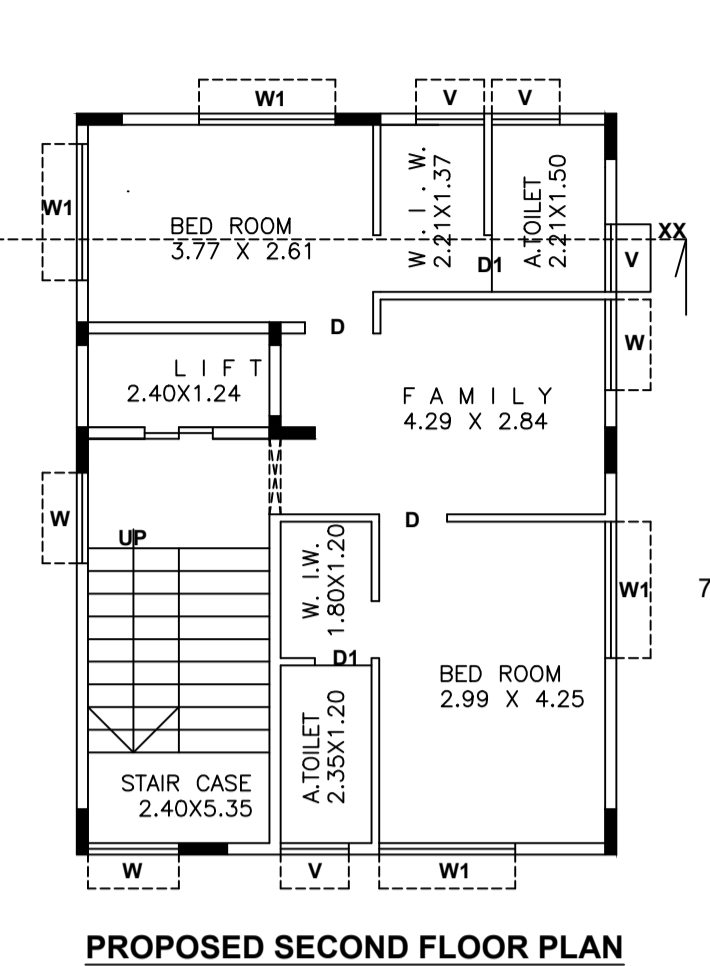 W1
V
V
W1
BED ROOM
3.77 X 2.61
W . I . W.
2.21X1.37
D1
A.TOILET
2.21X1.50
XX
V
D
W
L I F T
2.40X1.24
F A M I L Y
4.29 X 2.84
W
UP
D
W. I.W.
1.80X1.20
D1
W1
7
BED ROOM
2.99 X 4.25
A.TOILET
2.35X1.20
STAIR CASE
2.40X5.35
W
V
W1
PROPOSED SECOND FLOOR PLAN